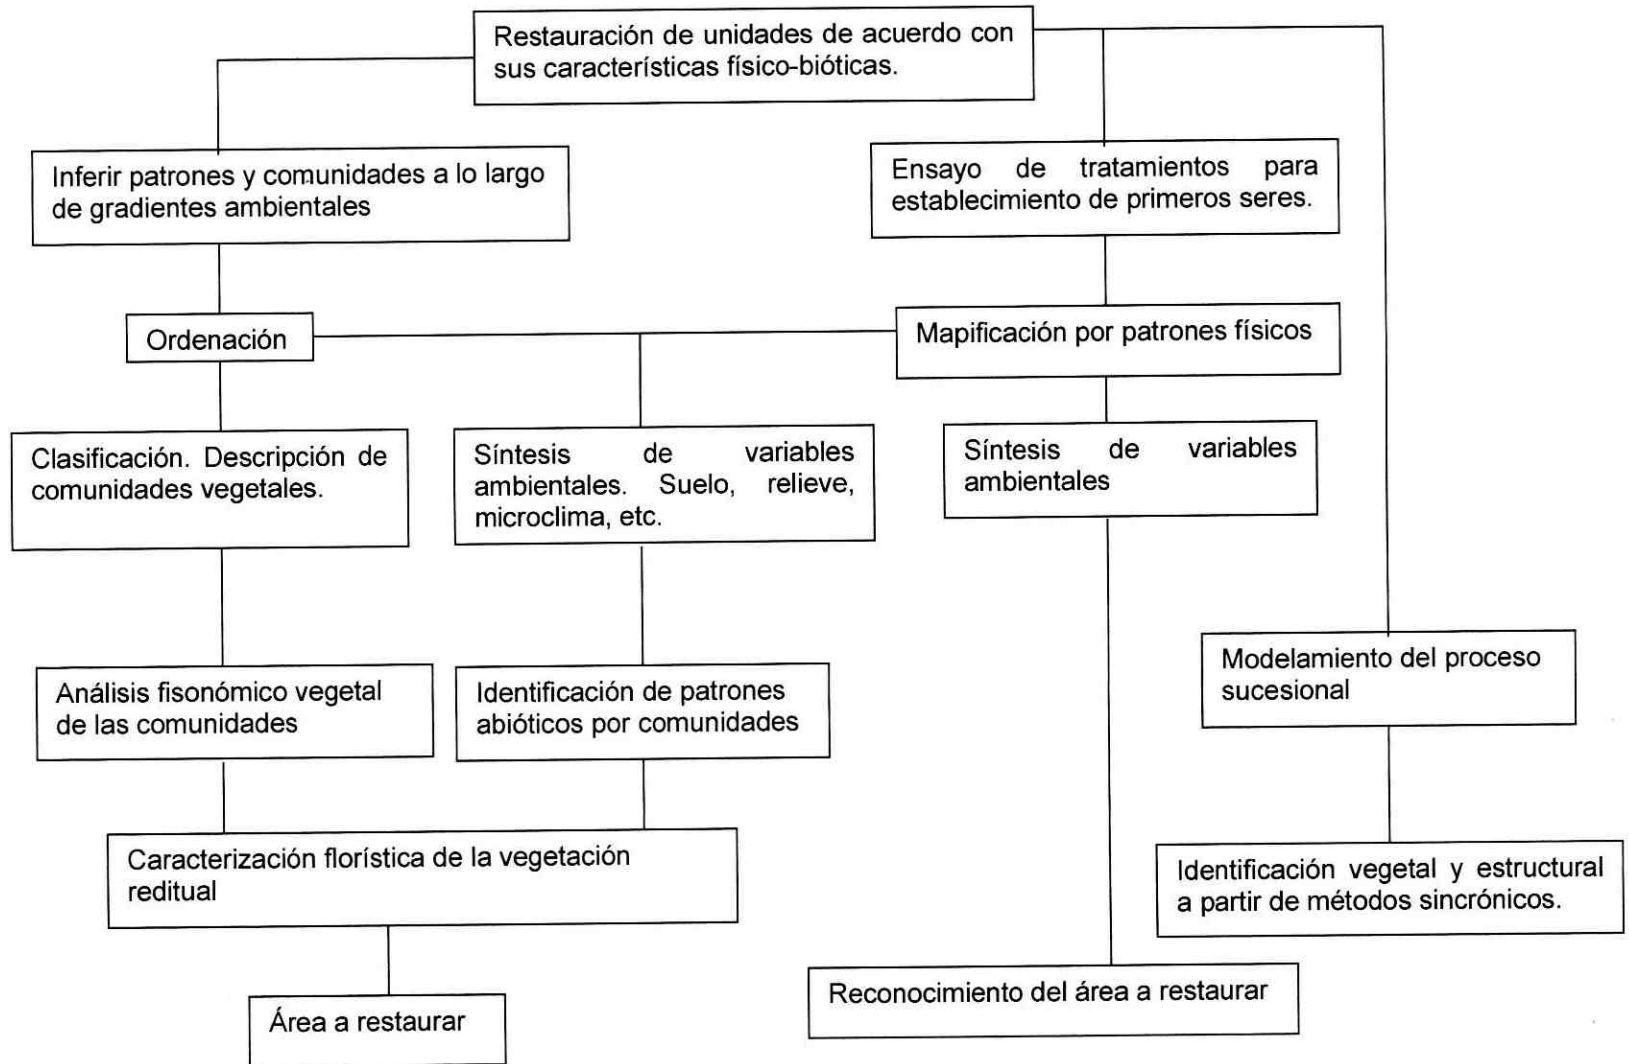 Restauración de unidades de acuerdo con
sus características físico-bióticas.
Inferir patrones y comunidades a lo largo
de gradientes ambientales
Ensayo de tratamientos para
establecimiento de primeros seres.
Ordenación
Mapificación por patrones físicos
Clasificación. Descripción de
comunidades vegetales.
Síntesis de variables
ambientales. Suelo, relieve,
microclima, etc.
Síntesis de variables
ambientales
Análisis fisonómico vegetal
de las comunidades
Identificación de patrones
abióticos por comunidades
Modelamiento del proceso
sucesional
Caracterización florística de la vegetación
reditual
Identificación vegetal y estructural
a partir de métodos sincrónicos.
Reconocimiento del área a restaurar
Área a restaurar